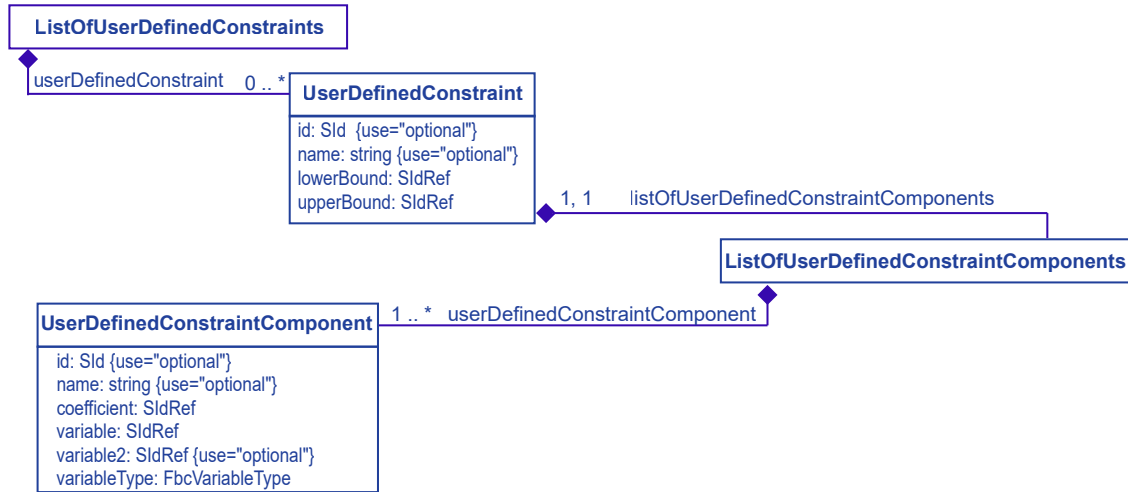 ListOfUserDefinedConstraints
userDefinedConstraint 0 .. *
UserDefinedConstraint
id: SId {use="optional"}
name: string {use="optional"}
lowerBound: SIdRef
upperBound: SIdRef
1, 1 listOfUserDefinedConstraintComponents
ListOfUserDefinedConstraintComponents
1 .. * userDefinedConstraintComponent
UserDefinedConstraintComponent
id: SId {use="optional"}
name: string {use="optional"}
coefficient: SIdRef
variable: SIdRef
variable2: SIdRef {use="optional"}
variableType: FbcVariableType